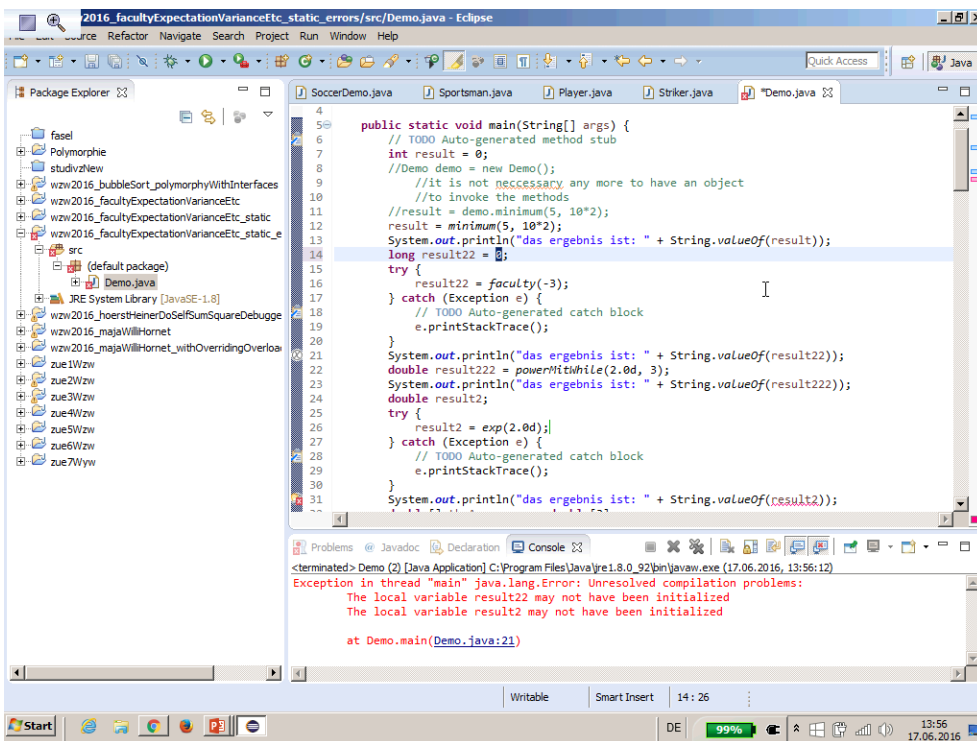 2016_facultyExpectationVarianceEtc_static_errors/src/Demo.java - Eclipse
Source Refactor Navigate Search Project Run Window Help
Quick Access
Java
Package Explorer
SoccerDemo.java
Sportsman.java
Player.java
Striker.java
*Demo.java
fasel
Polymorphie
studivzNew
wzw2016_bubbleSort_polymorphyWithInterfaces
wzw2016_facultyExpectationVarianceEtc
wzw2016_facultyExpectationVarianceEtc_static
wzw2016_facultyExpectationVarianceEtc_static_e
src
(default package)
Demo.java
JRE System Library [JavaSE-1.8]
wzw2016_hoerstHeinerDoSelfSumSquareDebugge
wzw2016_majaWilliHornet
wzw2016_majaWilliHornet_withOverridingOverloa
zue1Wzw
zue2Wzw
zue3Wzw
zue4Wzw
zue5Wzw
zue6Wzw
zue7Wyw
4
5 public static void main(String[] args) {
6 // TODO Auto-generated method stub
7 int result = 0;
8 //Demo demo = new Demo();
9 //it is not neccessary any more to have an object
10 //to invoke the methods
11 //result = demo.minimum(5, 10*2);
12 result = minimum(5, 10*2);
13 System.out.println("das ergebnis ist: " + String.valueOf(result));
14 long result22 = 0;
15 try {
16 result22 = faculty(-3);
17 } catch (Exception e) {
18 // TODO Auto-generated catch block
19 e.printStackTrace();
20 }
21 System.out.println("das ergebnis ist: " + String.valueOf(result22));
22 double result222 = powerMitWhile(2.0d, 3);
23 System.out.println("das ergebnis ist: " + String.valueOf(result222));
24 double result2;
25 try {
26 result2 = exp(2.0d);
27 } catch (Exception e) {
28 // TODO Auto-generated catch block
29 e.printStackTrace();
30 }
31 System.out.println("das ergebnis ist: " + String.valueOf(result2));
Problems @ Javadoc Declaration Console
<terminated> Demo (2) [Java Application] C:\Program Files\Java\jre1.8.0_92\bin\javaw.exe (17.06.2016, 13:56:12)
Exception in thread "main" java.lang.Error: Unresolved compilation problems:
The local variable result22 may not have been initialized
The local variable result2 may not have been initialized
at Demo.main(Demo.java:21)
Writable
Smart Insert
14 : 26
Start
DE
99%
13:56
17.06.2016